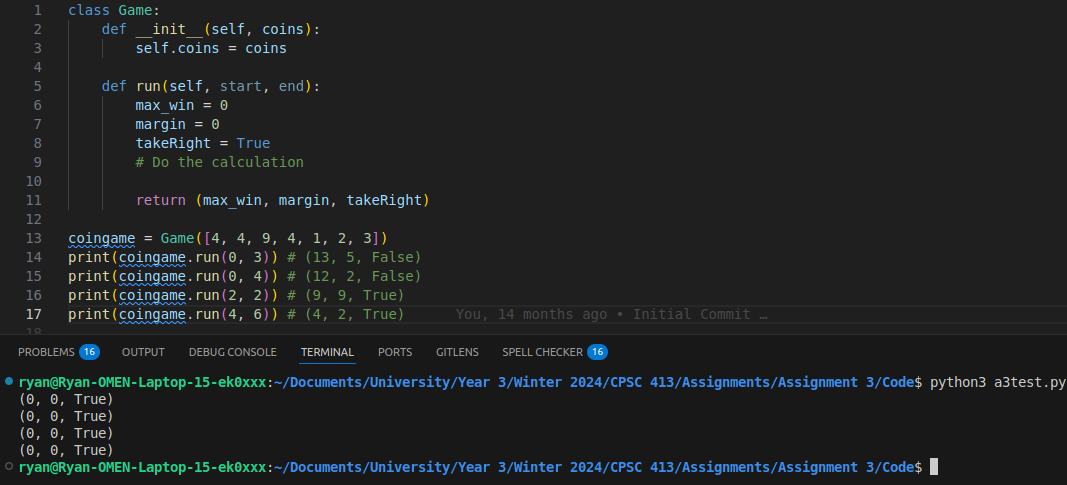 1 class Game:
2 def __init__(self, coins):
3 self.coins = coins
4
5 def run(self, start, end):
6 max_win = 0
7 margin = 0
8 takeRight = True
9 # Do the calculation
10
11 return (max_win, margin, takeRight)
12
13 coingame = Game([4, 4, 9, 4, 1, 2, 3])
14 print(coingame.run(0, 3)) # (13, 5, False)
15 print(coingame.run(0, 4)) # (12, 2, False)
16 print(coingame.run(2, 2)) # (9, 9, True)
17 print(coingame.run(4, 6)) # (4, 2, True) You, 14 months ago • Initial Commit …
18
PROBLEMS 16 OUTPUT DEBUG CONSOLE TERMINAL PORTS GITLENS SPELL CHECKER 16
ryan@Ryan-OMEN-Laptop-15-ek0xxx:~/Documents/University/Year 3/Winter 2024/CPSC 413/Assignments/Assignment 3/Code$ python3 a3test.py
(0, 0, True)
(0, 0, True)
(0, 0, True)
(0, 0, True)
ryan@Ryan-OMEN-Laptop-15-ek0xxx:~/Documents/University/Year 3/Winter 2024/CPSC 413/Assignments/Assignment 3/Code$